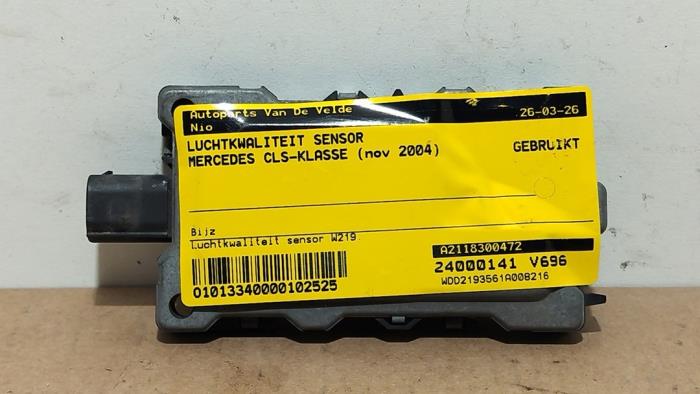 Autoparts Van De Velde 26-03-26
Nio
LUCHTKWALITEIT SENSOR
MERCEDES CLS-KLASSE (nov 2004) GEBRUIKT
Bijz
Luchtkwaliteit sensor W219
A2118300472
24000141 V696
WDD2193561A008216
01013340000102525